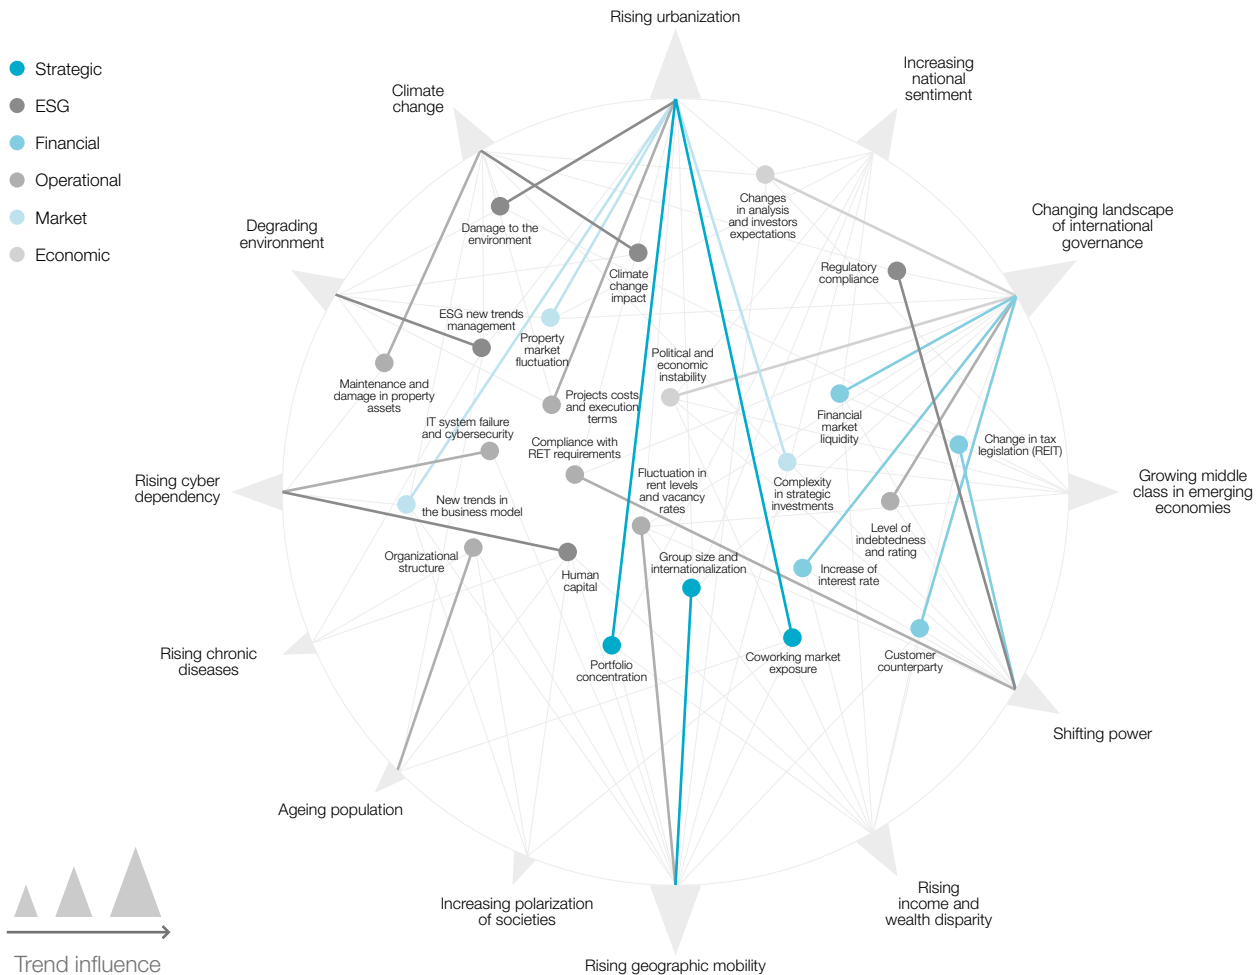 Rising urbanization
Increasing
national
sentiment
Climate
change
Strategic
ESG
Financial
Operational
Market
Economic
Degrading
environment
Changing landscape
of international
governance
Damage to the
environment
Changes
in analysis
and investors
expectations
Climate
change
impact
Regulatory
compliance
ESG new trends
management
Property
market
fluctuation
Political and
economic
instability
Maintenance and
damage in property
assets
Projects costs
and execution
terms
Financial
market
liquidity
IT system failure
and cybersecurity
Compliance with
RET requirements
Change in tax
legislation (REIT)
Rising cyber
dependency
Fluctuation in
rent levels
and vacancy
rates
Complexity
in strategic
investments
Growing middle
class in emerging
economies
New trends in
the business model
Level of
indebtedness
and rating
Organizational
structure
Human
capital
Group size and
internationalization
Increase of
interest rate
Rising chronic
diseases
Portfolio
concentration
Coworking market
exposure
Customer
counterparty
Shifting power
Ageing population
Increasing polarization
of societies
Rising
income and
wealth disparity
Trend influence
Rising geographic mobility